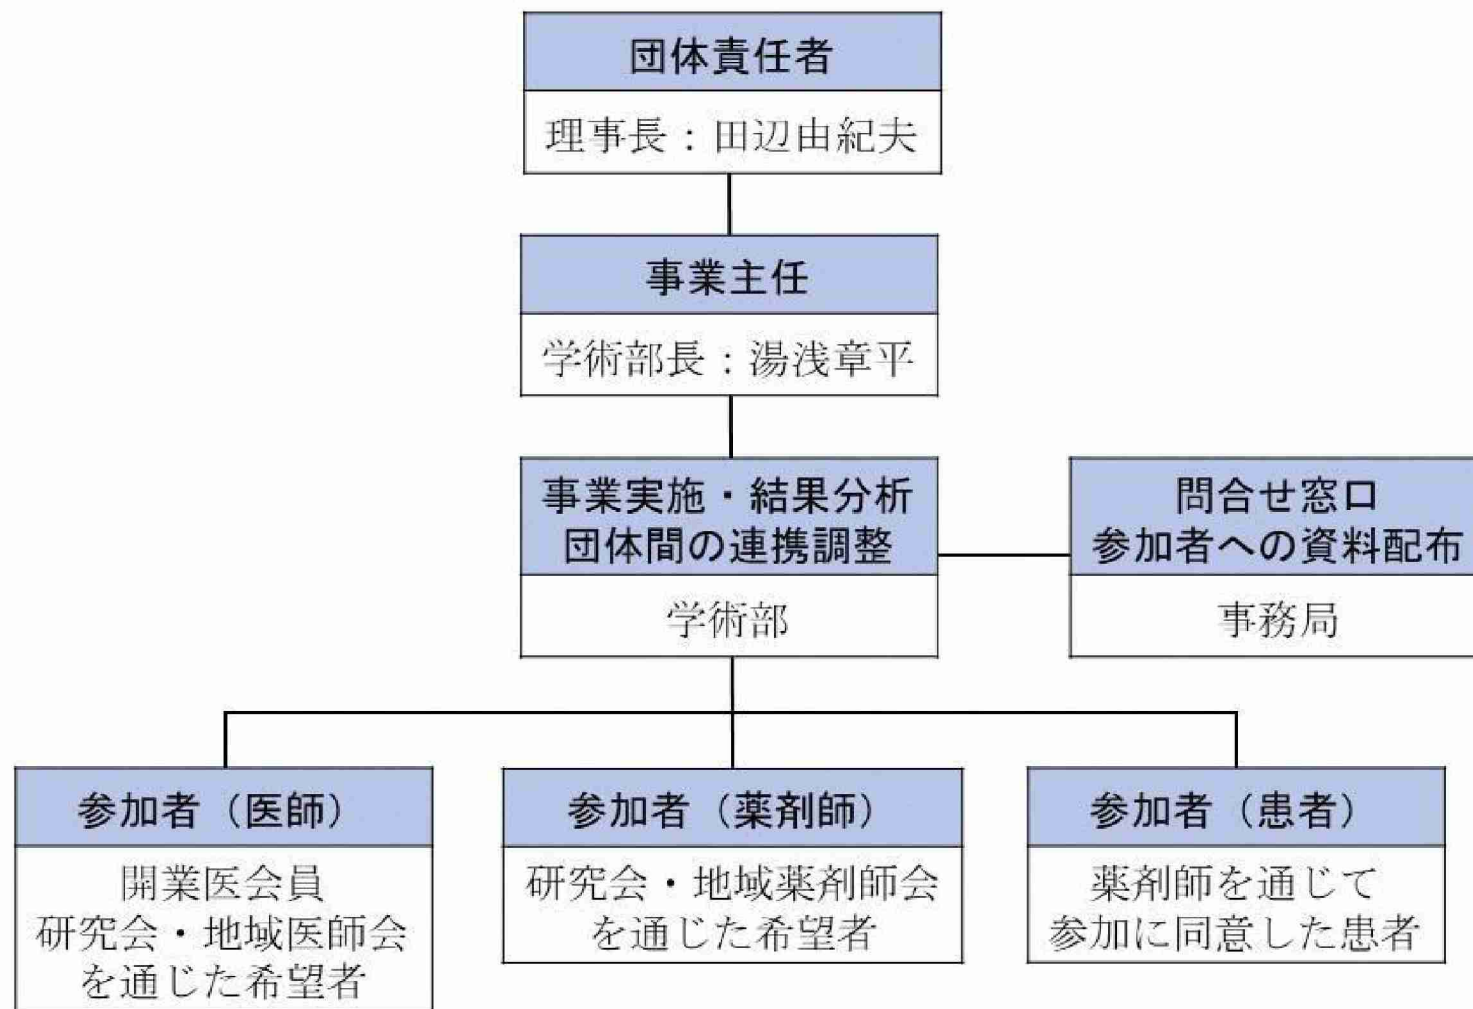 団体責任者
理事長：田辺由紀夫
事業主任
学術部長：湯浅章平
事業実施・結果分析
団体間の連携調整
学術部
問合せ窓口
参加者への資料配布
事務局
参加者（医師）
開業医会員
研究会・地域医師会
を通じた希望者
参加者（薬剤師）
研究会・地域薬剤師会
を通じた希望者
参加者（患者）
薬剤師を通じて
参加に同意した患者